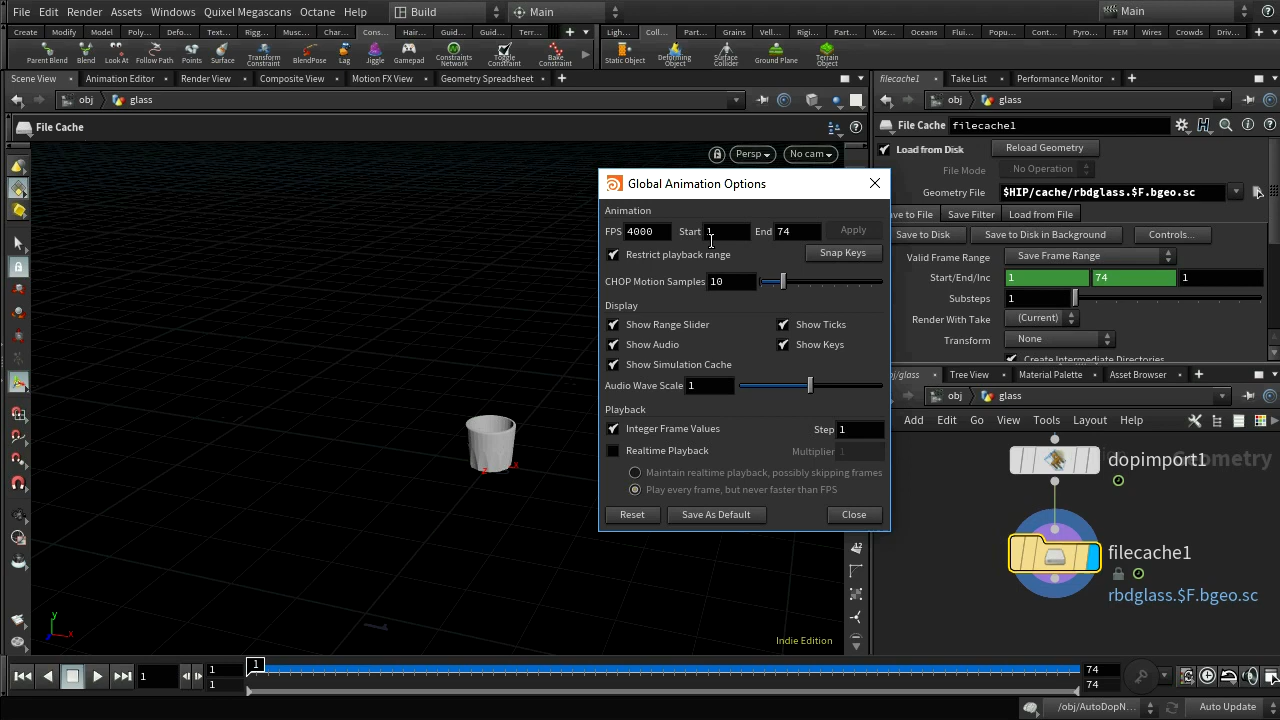 File Edit Render Assets Windows Quixel Megascans Octane Help Build Main Main
Create Modify Model Poly... Defo... Text... Rigg... Musc... Char... Cons... Hair... Guid... Guid... Terr... Ligh... Coll... Part... Grains Vell... Rigi... Part... Visc... Oceans Flui... Popu... Cont... Pyro... FEM Wires Crowds Driv...
Parent Blend Blend Look At Follow Path Points Surface Transform Constraint BlendPose Lag Jiggle Gamepad Constraints Network Toggle Constraint Bake Constraint Static Object Deforming Object Surface Collider Ground Plane Terrain Object
Scene View Animation Editor Render View Composite View Motion FX View Geometry Spreadsheet filecache1 Take List Performance Monitor
obj glass obj glass
File Cache File Cache filecache1
Persp No cam
Load from Disk Reload Geometry
File Mode No Operation
Geometry File $HIP/cache/rbdglass.$F.bgeo.sc
ve to File Save Filter Load from File
Save to Disk Save to Disk in Background Controls...
Valid Frame Range Save Frame Range
Start/End/Inc 1 74 1
Substeps 1
Render With Take (Current)
Transform None
Create Intermediate Directories
Global Animation Options
Animation
FPS 4000 Start 1 End 74 Apply
Restrict playback range Snap Keys
CHOP Motion Samples 10
Display
Show Range Slider Show Ticks
Show Audio Show Keys
Show Simulation Cache
Audio Wave Scale 1
Playback
Integer Frame Values Step 1
Realtime Playback Multiplier 1
Maintain realtime playback, possibly skipping frames
Play every frame, but never faster than FPS
Reset Save As Default Close
obj/glass Tree View Material Palette Asset Browser
obj glass
Add Edit Go View Tools Layout Help
Geometry
dopimport1
filecache1
rbdglass.$F.bgeo.sc
z x
y
z x
Indie Edition
1 1 1 74
1 74
/obj/AutoDopN... Auto Update